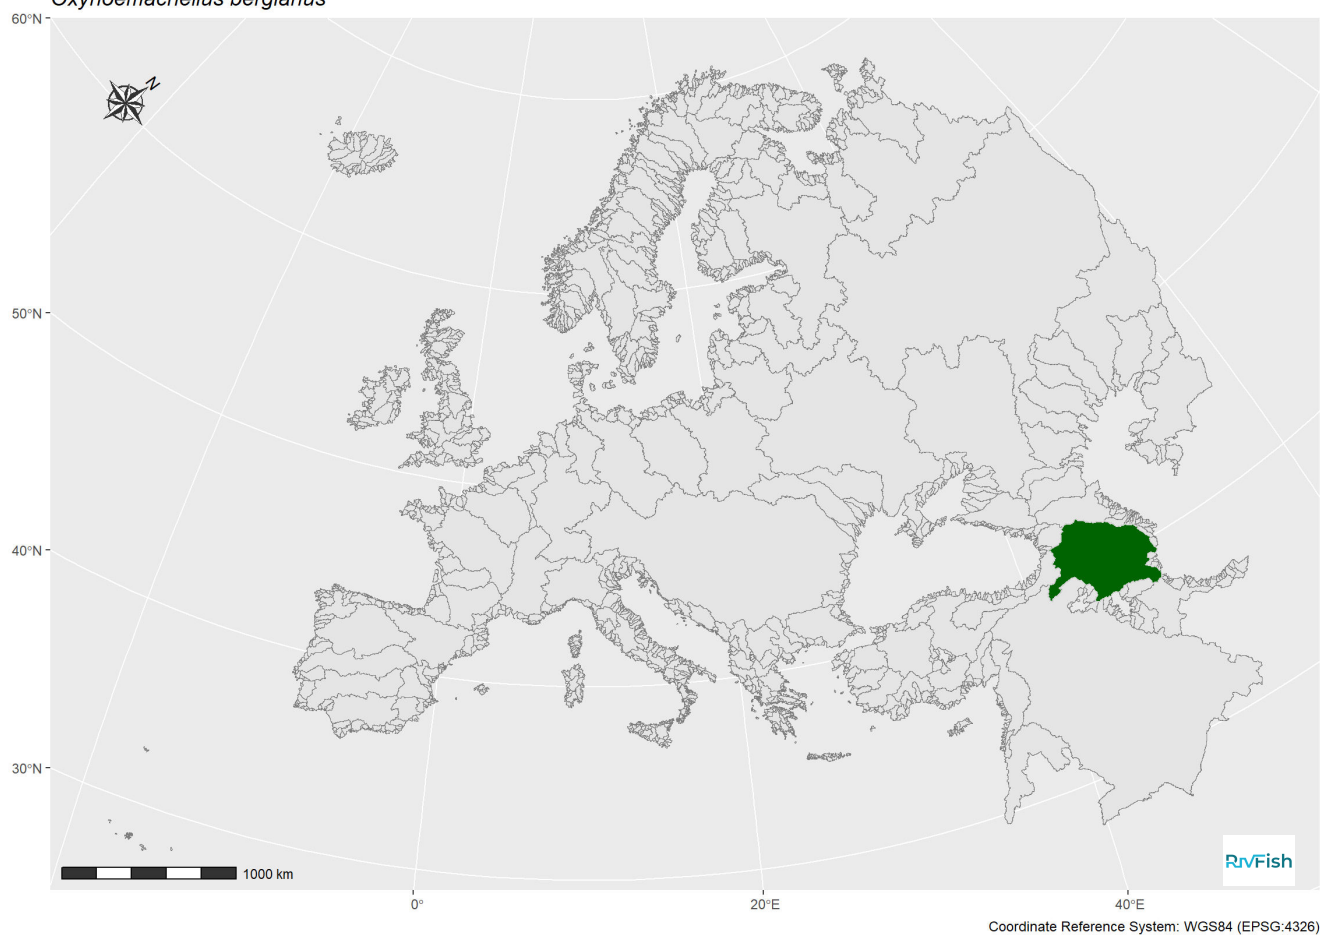 Oxynoemacheilus bergianus
60°N
N
50°N
40°N
30°N
1000 km
RivFish
0°
20°E
40°E
Coordinate Reference System: WGS84 (EPSG:4326)